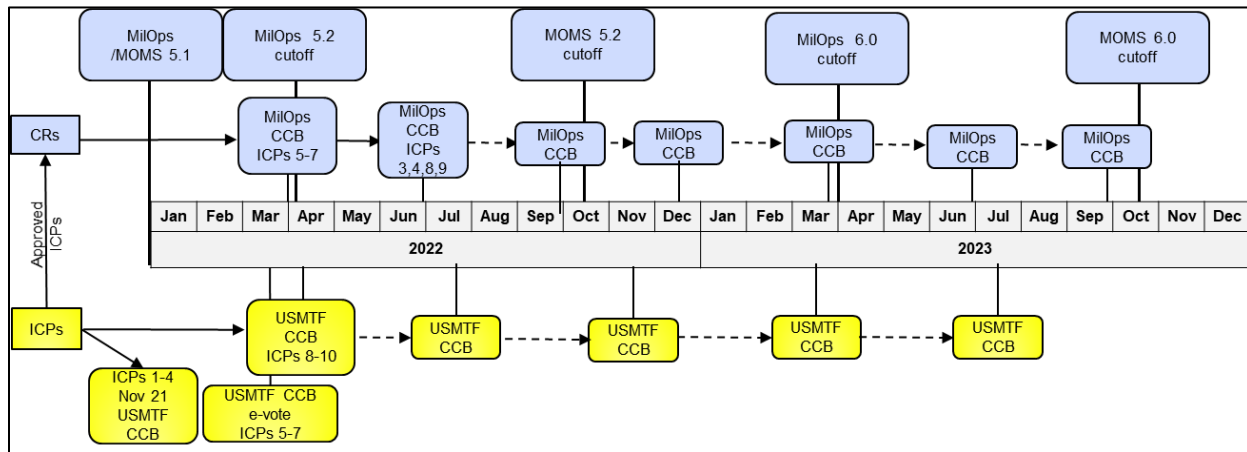 MilOps
/MOMS 5.1
MilOps 5.2
cutoff
MOMS 5.2
cutoff
MilOps 6.0
cutoff
MOMS 6.0
cutoff
CRs
MilOps
CCB
ICPs 5-7
MilOps
CCB
ICPs
3,4,8,9
MilOps
CCB
MilOps
CCB
MilOps
CCB
MilOps
CCB
MilOps
CCB
Approved
ICPs
Jan Feb Mar Apr May Jun Jul Aug Sep Oct Nov Dec Jan Feb Mar Apr May Jun Jul Aug Sep Oct Nov Dec
2022 2023
ICPs
USMTF
CCB
ICPs 8-10
USMTF
CCB
USMTF
CCB
USMTF
CCB
USMTF
CCB
ICPs 1-4
Nov 21
USMTF
CCB
USMTF CCB
e-vote
ICPs 5-7